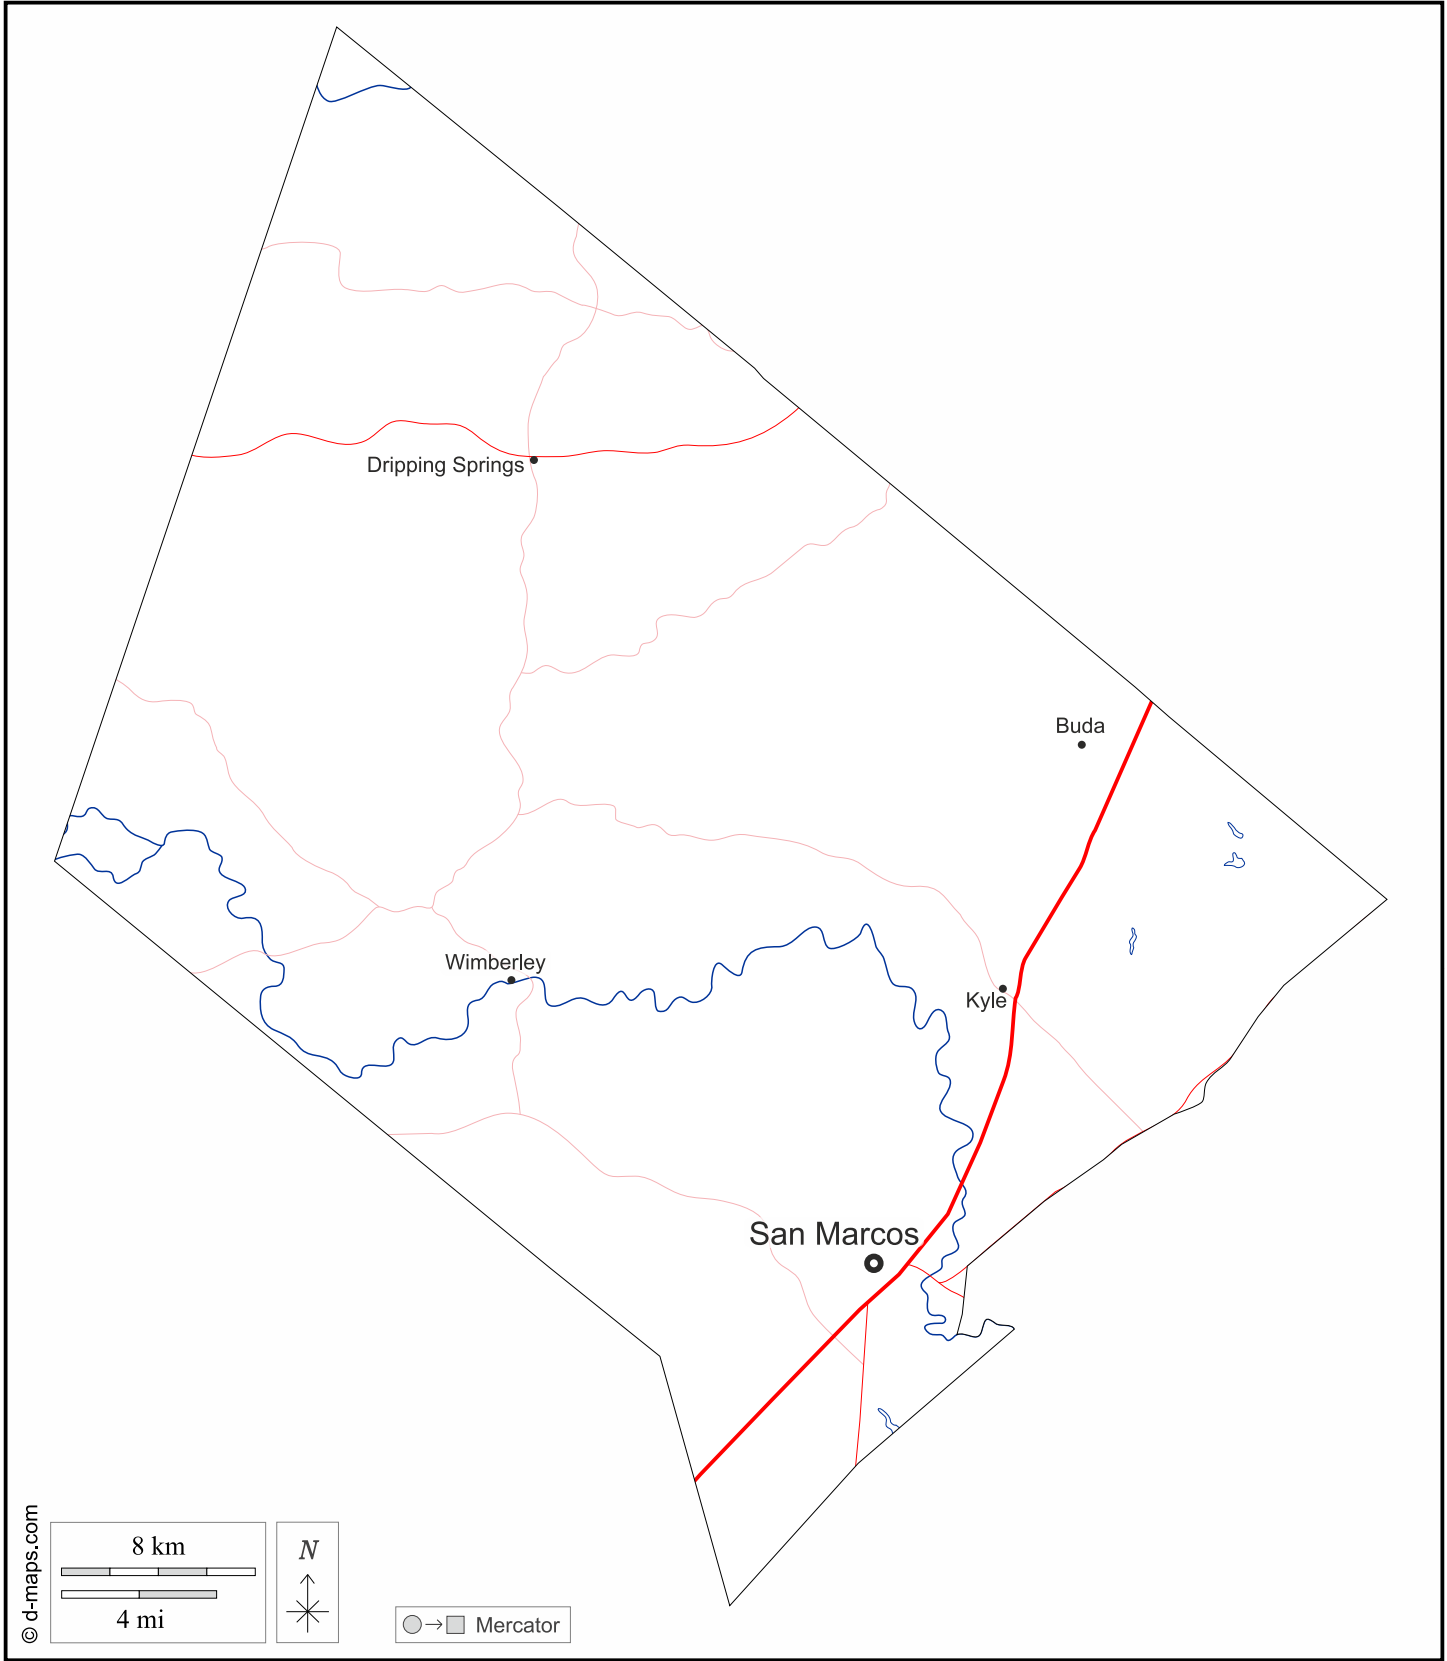 Dripping Springs
Buda
Wimberley
Kyle
San Marcos
© d-maps.com
8 km
4 mi
N
Mercator